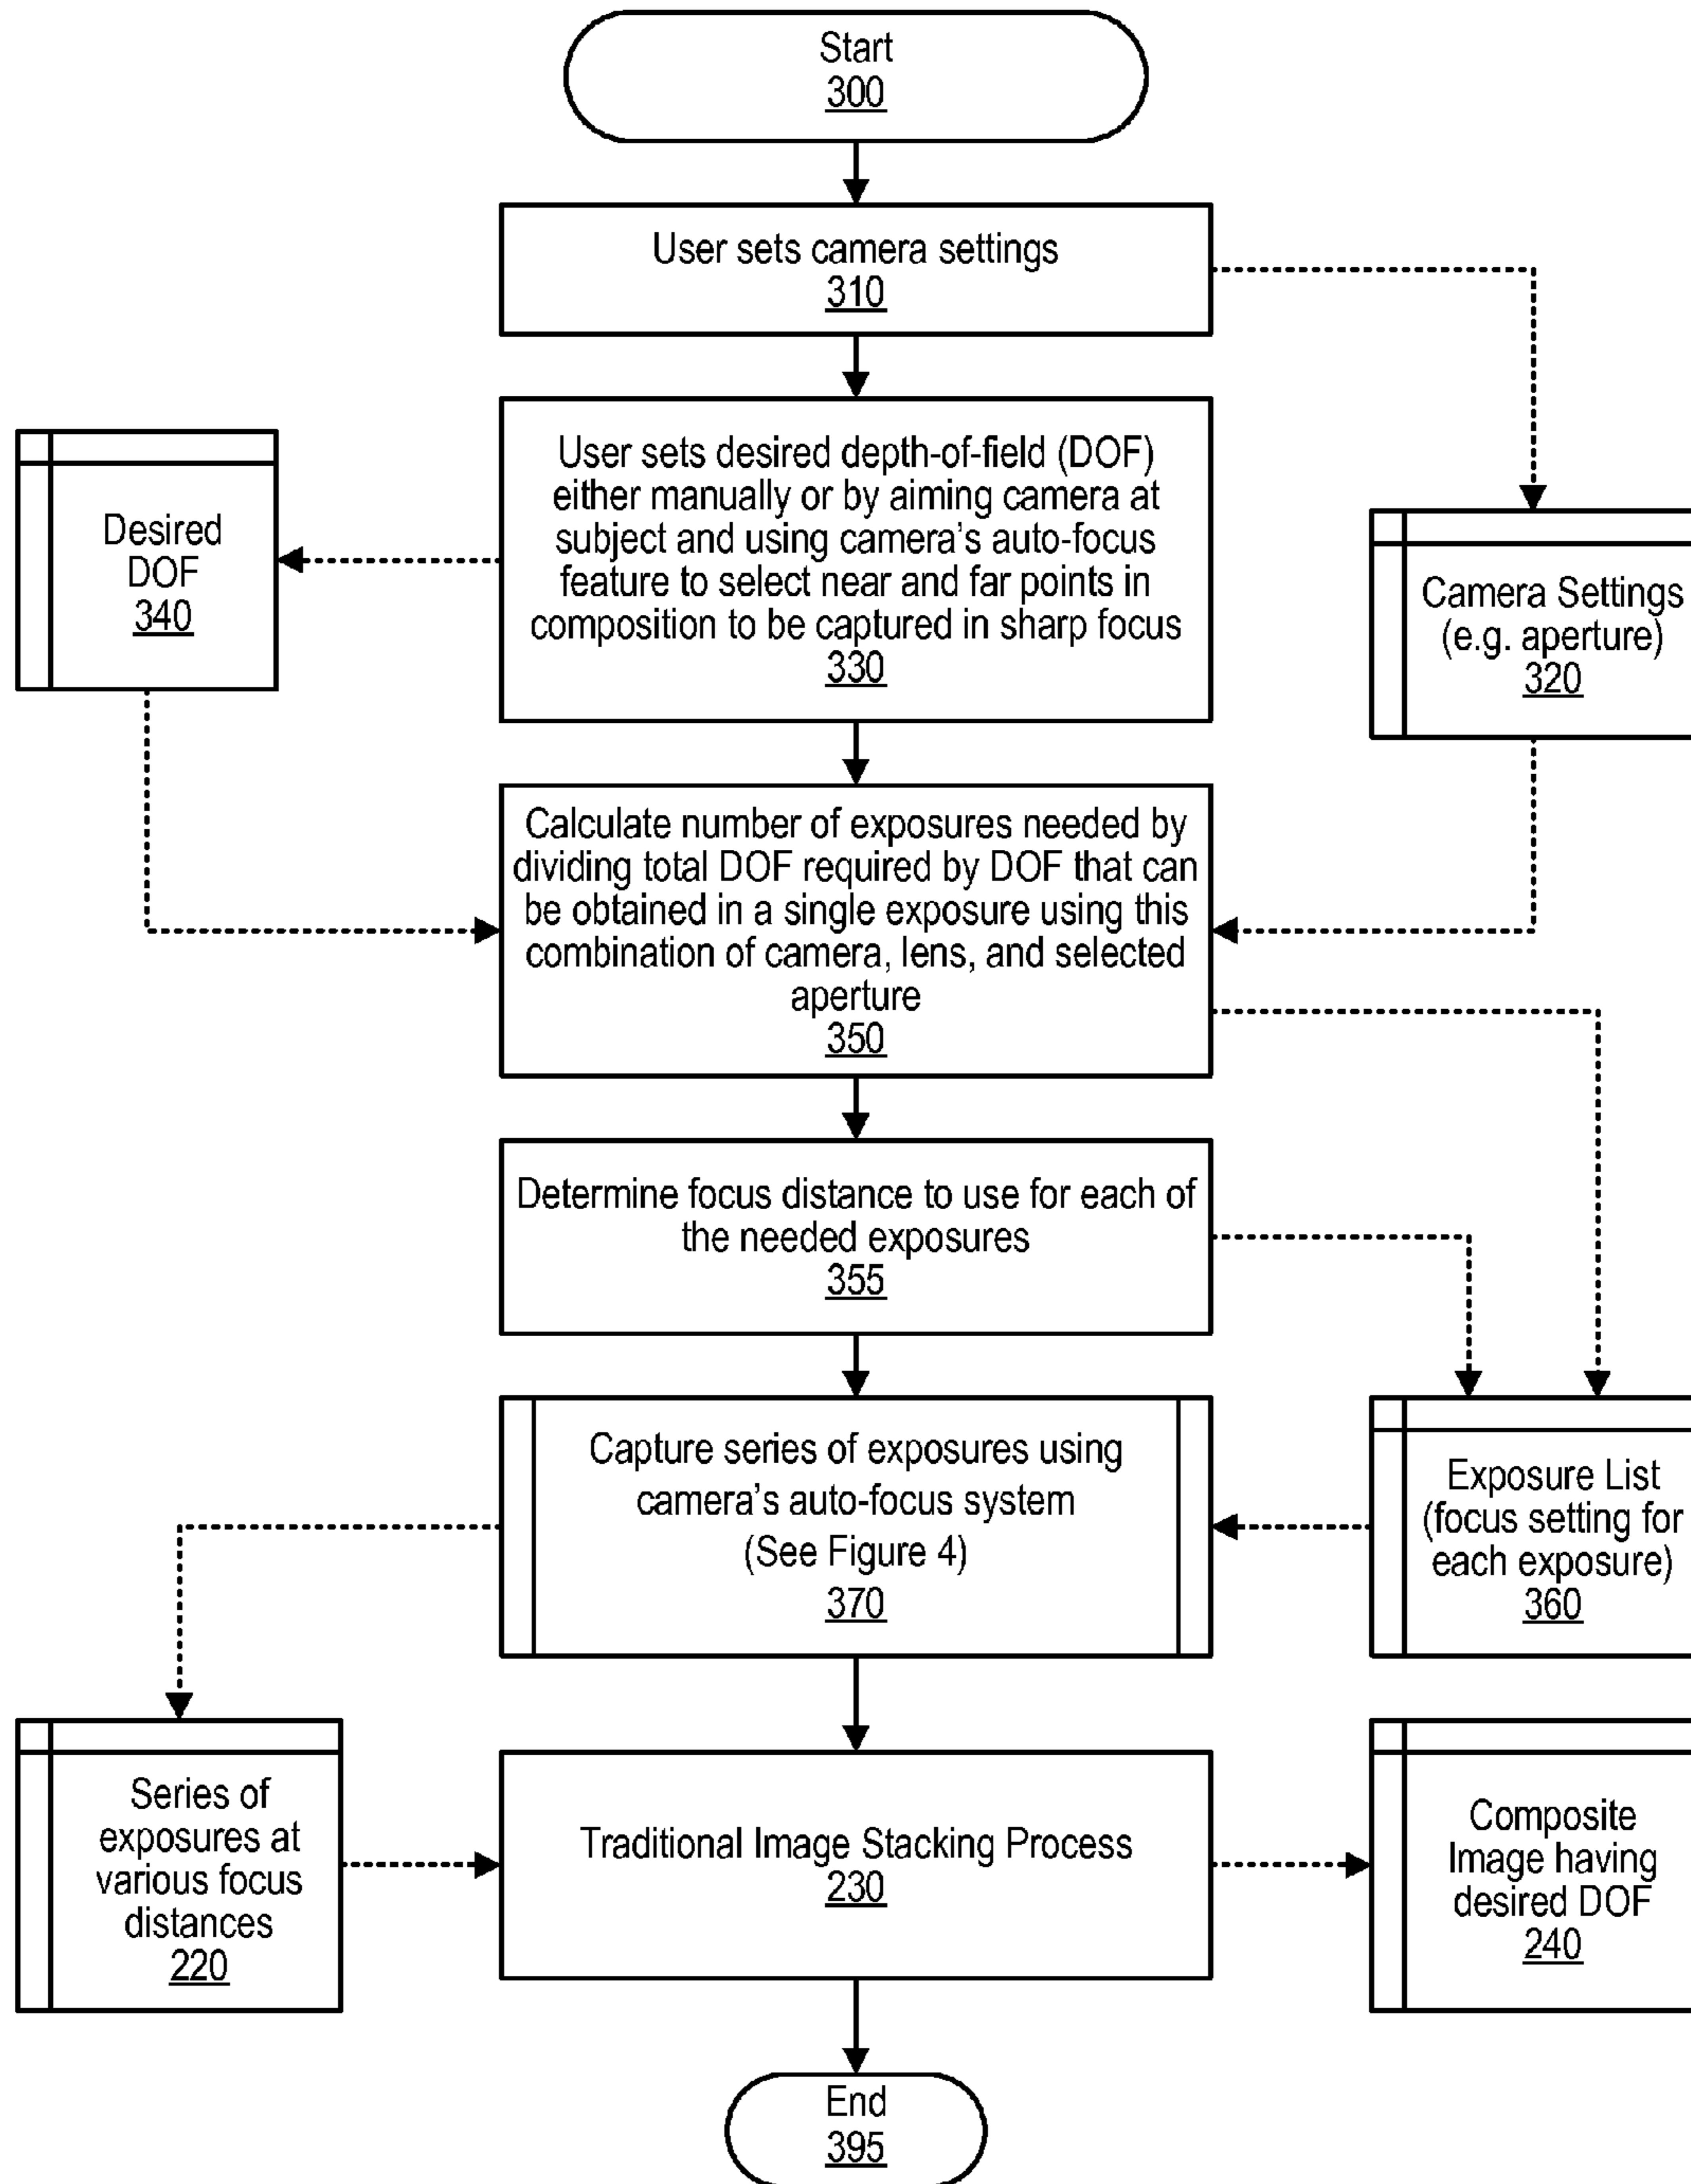 Start
300
User sets camera settings
310
User sets desired depth-of-field (DOF)
either manually or by aiming camera at
subject and using camera's auto-focus
feature to select near and far points in
composition to be captured in sharp focus
330
Desired
DOF
340
Camera Settings
(e.g. aperture)
320
Calculate number of exposures needed by
dividing total DOF required by DOF that can
be obtained in a single exposure using this
combination of camera, lens, and selected
aperture
350
Determine focus distance to use for each of
the needed exposures
355
Capture series of exposures using
camera's auto-focus system
(See Figure 4)
370
Exposure List
(focus setting for
each exposure)
360
Series of
exposures at
various focus
distances
220
Traditional Image Stacking Process
230
Composite
Image having
desired DOF
240
End
395